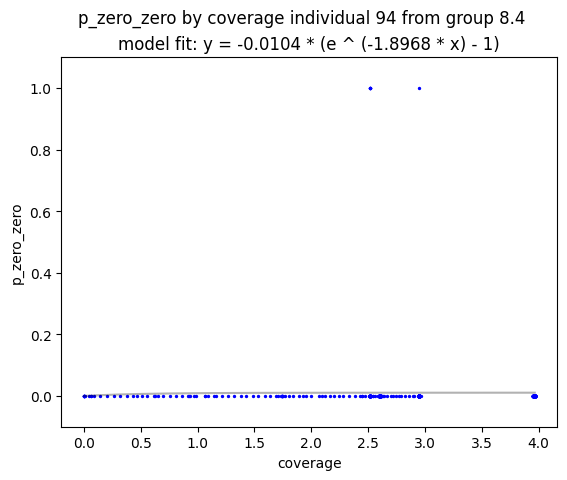 p_zero_zero by coverage individual 94 from group 8.4
model fit: y = -0.0104 * (e ^ (-1.8968 * x) - 1)
1.0
0.8
0.6
0.4
0.2
0.0
p_zero_zero
0.0 0.5 1.0 1.5 2.0 2.5 3.0 3.5 4.0
coverage